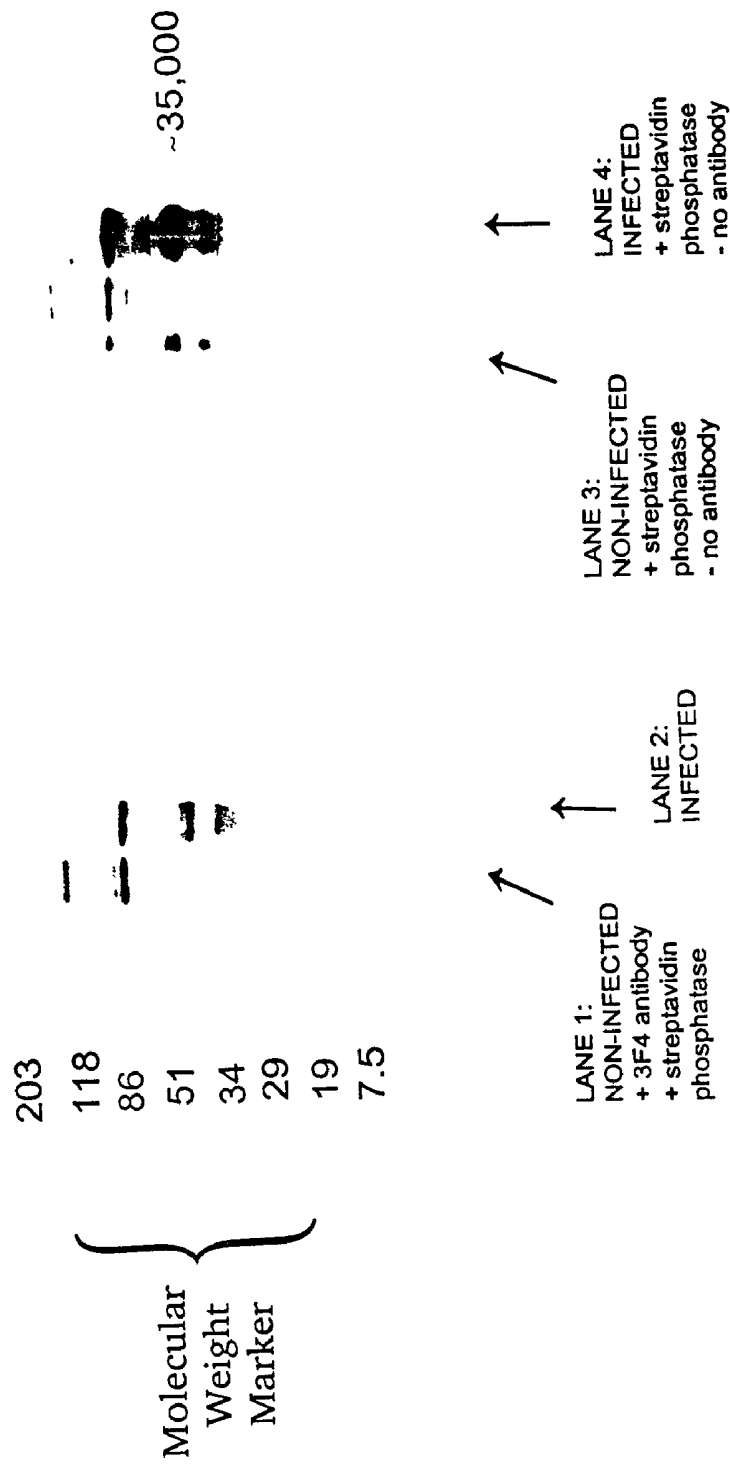 Molecular
Weight
Marker
203
118
86
51
34
29
19
7.5
~35,000
LANE 1:
NON-INFECTED
+ 3F4 antibody
+ streptavidin
phosphatase
LANE 2:
INFECTED
LANE 3:
NON-INFECTED
+ streptavidin
phosphatase
- no antibody
LANE 4:
INFECTED
+ streptavidin
phosphatase
- no antibody